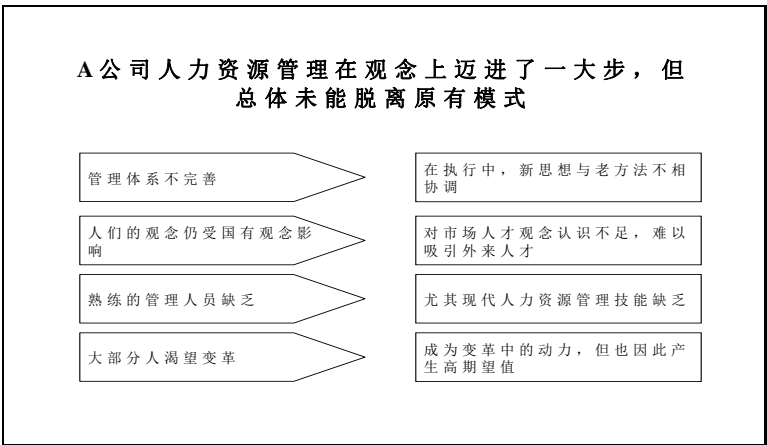 A公司人力资源管理在观念上迈进了一大步，但
总体未能脱离原有模式
管理体系不完善
在执行中，新思想与老方法不相
协调
人们的观念仍受国有观念影
响
对市场人才观念认识不足，难以
吸引外来人才
熟练的管理人员缺乏
尤其现代人力资源管理技能缺乏
大部分人渴望变革
成为变革中的动力，但也因此产
生高期望值